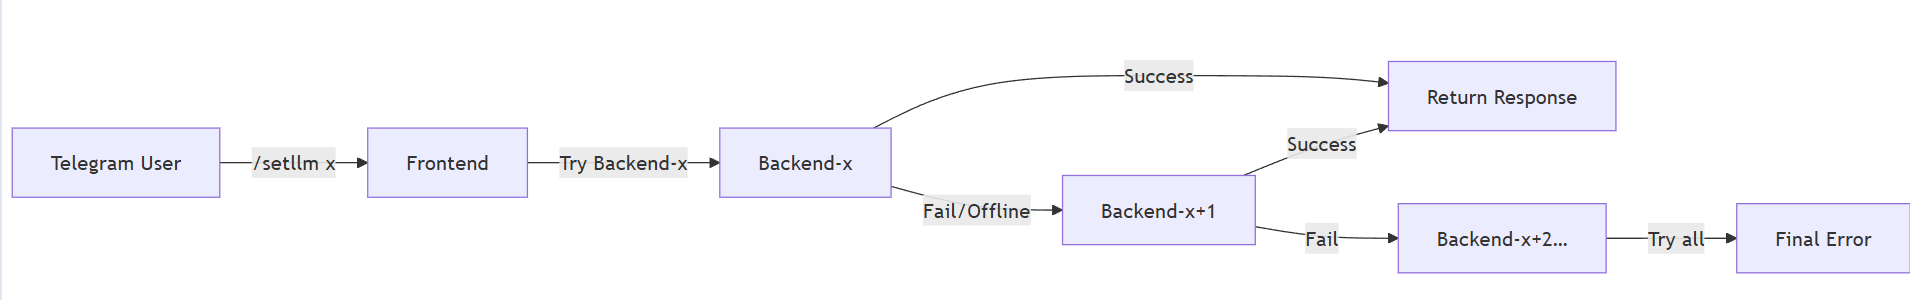 Telegram User
/setllm x
Frontend
Try Backend-x
Backend-x
Success
Fail/Offline
Backend-x+1
Success
Fail
Return Response
Backend-x+2...
Try all
Final Error